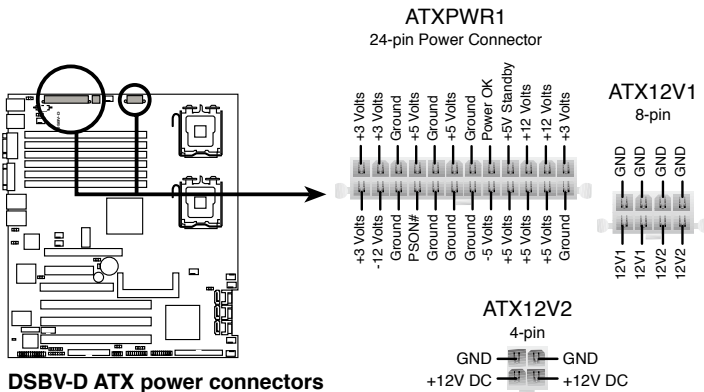 ATXPWR1
24-pin Power Connector
+3 Volts
+3 Volts
Ground
+5 Volts
Ground
+5 Volts
Ground
Power OK
+5V Standby
+12 Volts
+12 Volts
+3 Volts
+3 Volts
-12 Volts
Ground
PSON#
Ground
Ground
Ground
-5 Volts
+5 Volts
+5 Volts
+5 Volts
Ground
ATX12V1
8-pin
GND
GND
GND
GND
12V1
12V1
12V2
12V2
ATX12V2
4-pin
GND GND
+12V DC +12V DC
DSBV-D
DSBV-D ATX power connectors